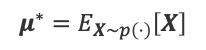 μ* = E_{X~p(·)}[X]